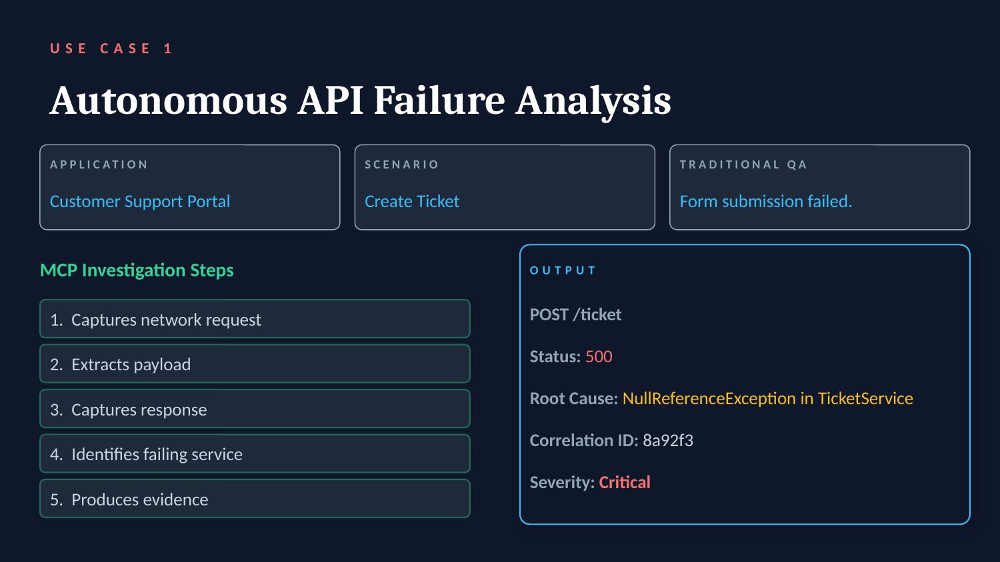 USE CASE 1
Autonomous API Failure Analysis
APPLICATION
Customer Support Portal
SCENARIO
Create Ticket
TRADITIONAL QA
Form submission failed.
MCP Investigation Steps
1. Captures network request
2. Extracts payload
3. Captures response
4. Identifies failing service
5. Produces evidence
OUTPUT
POST /ticket
Status: 500
Root Cause: NullReferenceException in TicketService
Correlation ID: 8a92f3
Severity: Critical